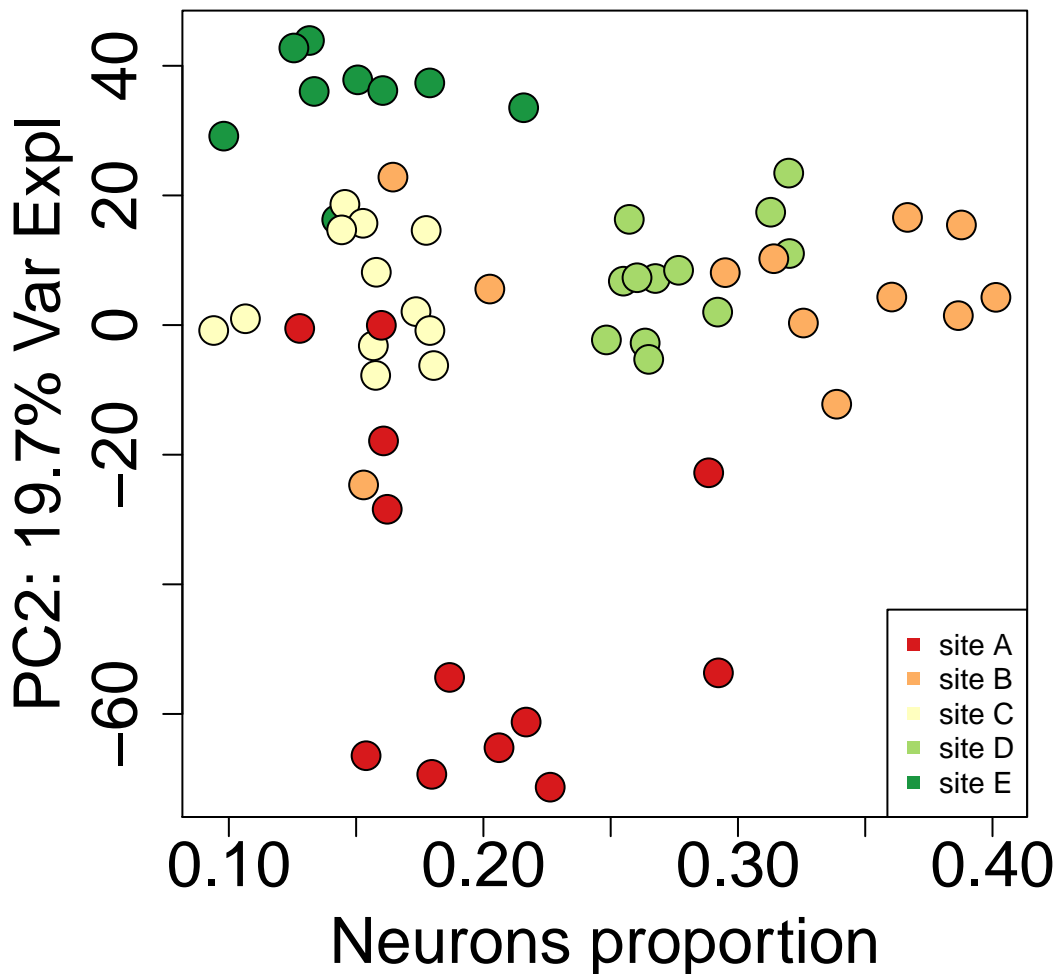 PC2: 19.7% Var Expl
40
20
0
−20
−60
0.10 0.20 0.30 0.40
Neurons proportion
site A
site B
site C
site D
site E